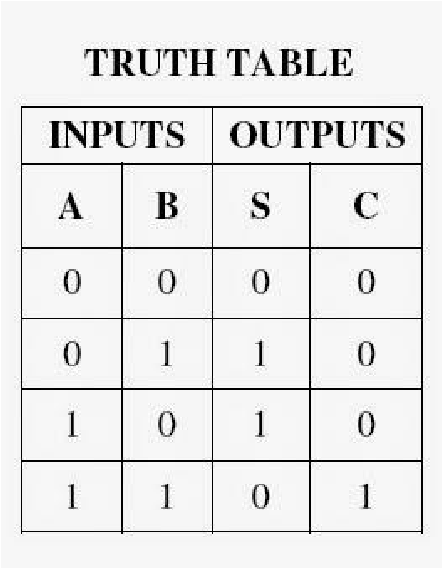 TRUTH TABLE
INPUTS OUTPUTS
A B S C
0 0 0 0
0 1 1 0
1 0 1 0
1 1 0 1